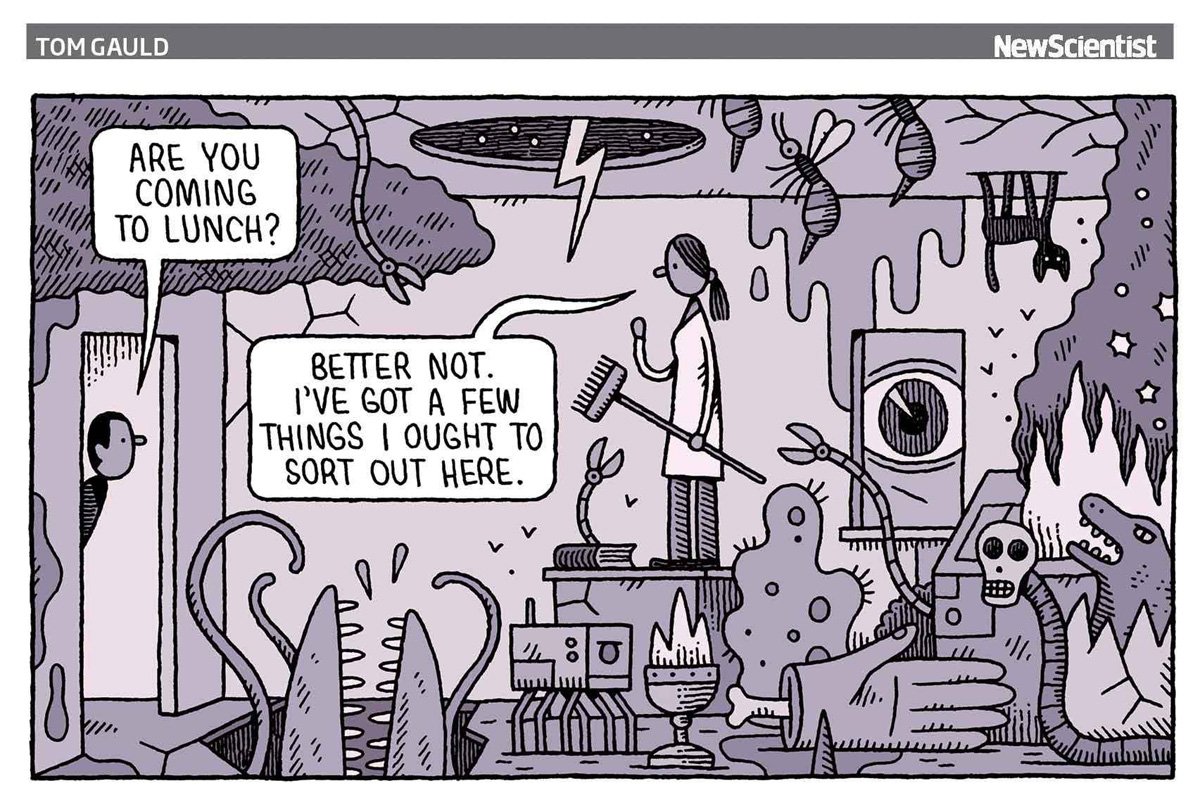 TOM GAULD
NewScientist
ARE YOU
COMING
TO LUNCH?
BETTER NOT.
I'VE GOT A FEW
THINGS I OUGHT TO
SORT OUT HERE.